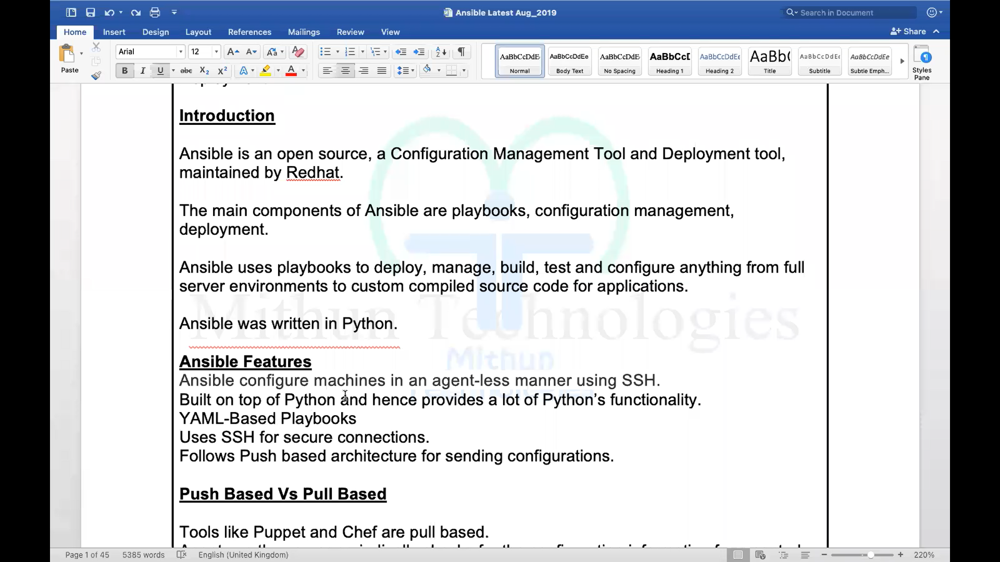 Ansible Latest Aug_2019
Search in Document
Home Insert Design Layout References Mailings Review View
Share
Paste
Arial 12
AaBbCcDdE AaBbCcDdEe AaBbCcDdE AaBbCcD AaBbCcDdEe AaBb( AaBbCcDdEe AaBbCcDdEe
Normal Body Text No Spacing Heading 1 Heading 2 Title Subtitle Subtle Emph...
Styles
Pane
Introduction
Ansible is an open source, a Configuration Management Tool and Deployment tool,
maintained by Redhat.
The main components of Ansible are playbooks, configuration management,
deployment.
Ansible uses playbooks to deploy, manage, build, test and configure anything from full
server environments to custom compiled source code for applications.
Mithun Technologies
Ansible was written in Python.
Mithun
Ansible Features
Ansible configure machines in an agent-less manner using SSH.
Built on top of Python and hence provides a lot of Python’s functionality.
YAML-Based Playbooks
Uses SSH for secure connections.
Follows Push based architecture for sending configurations.
Push Based Vs Pull Based
Tools like Puppet and Chef are pull based.
Page 1 of 45 5385 words English (United Kingdom) 220%